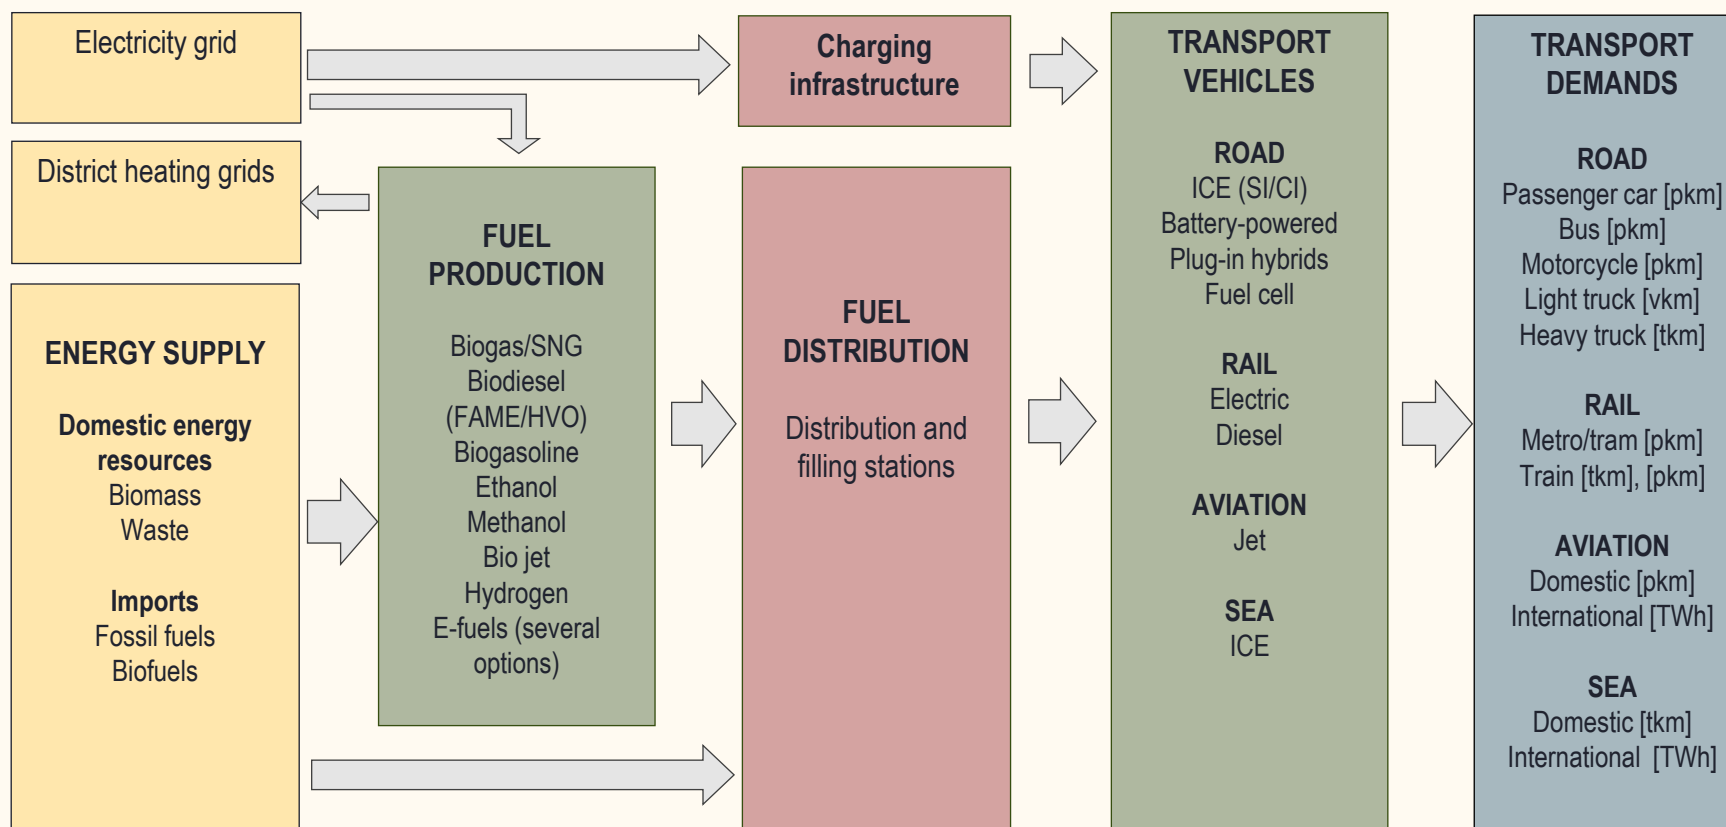 Electricity grid
District heating grids
ENERGY SUPPLY
Domestic energy
resources
Biomass
Waste
Imports
Fossil fuels
Biofuels
FUEL
PRODUCTION
Biogas/SNG
Biodiesel
(FAME/HVO)
Biogasoline
Ethanol
Methanol
Bio jet
Hydrogen
E-fuels (several
options)
Charging
infrastructure
FUEL
DISTRIBUTION
Distribution and
filling stations
TRANSPORT
VEHICLES
ROAD
ICE (SI/CI)
Battery-powered
Plug-in hybrids
Fuel cell
RAIL
Electric
Diesel
AVIATION
Jet
SEA
ICE
TRANSPORT
DEMANDS
ROAD
Passenger car [pkm]
Bus [pkm]
Motorcycle [pkm]
Light truck [vkm]
Heavy truck [tkm]
RAIL
Metro/tram [pkm]
Train [tkm], [pkm]
AVIATION
Domestic [pkm]
International [TWh]
SEA
Domestic [tkm]
International [TWh]